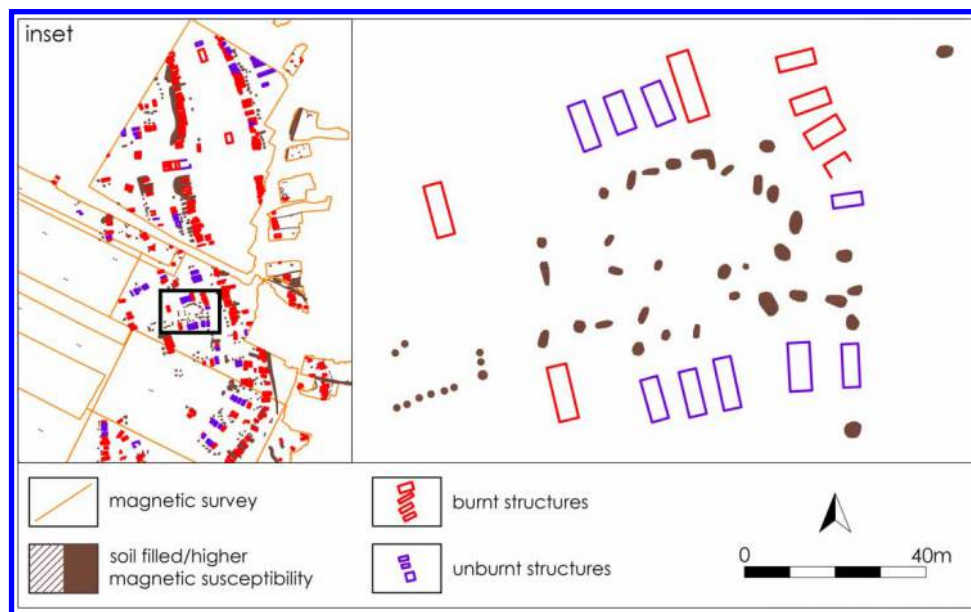 inset
magnetic survey
soil filled/higher
magnetic susceptibility
burnt structures
unburnt structures
0 40m